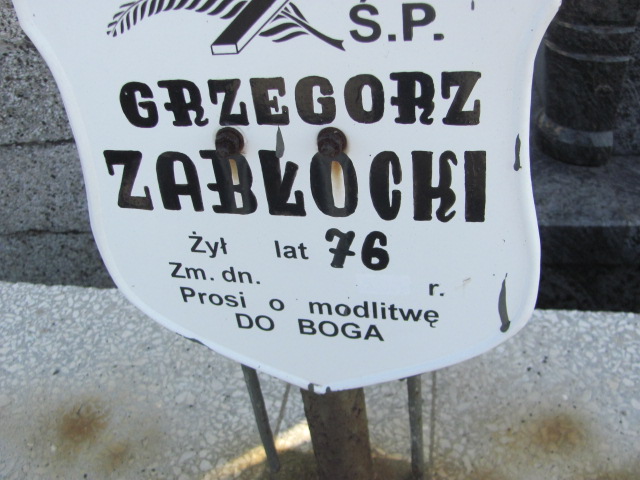 Ś.P.
GRZEGORZ
ZABŁOCKI
Żył lat 76
Zm. dn. r.
Prosi o modlitwę
DO BOGA